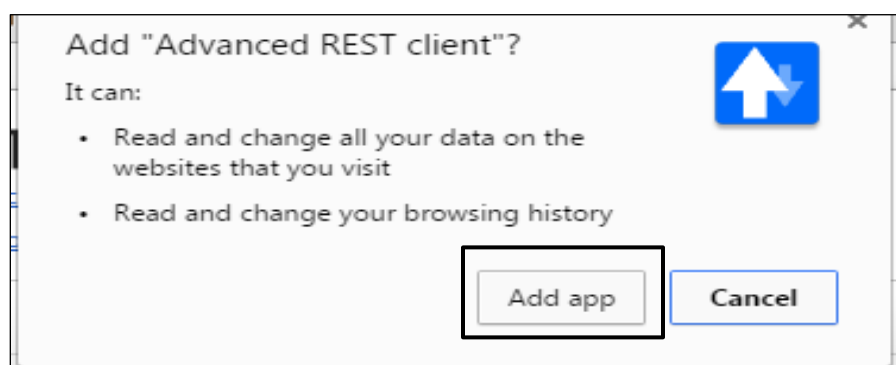 Add "Advanced REST client"?
It can:
• Read and change all your data on the
websites that you visit
• Read and change your browsing history
Add app
Cancel